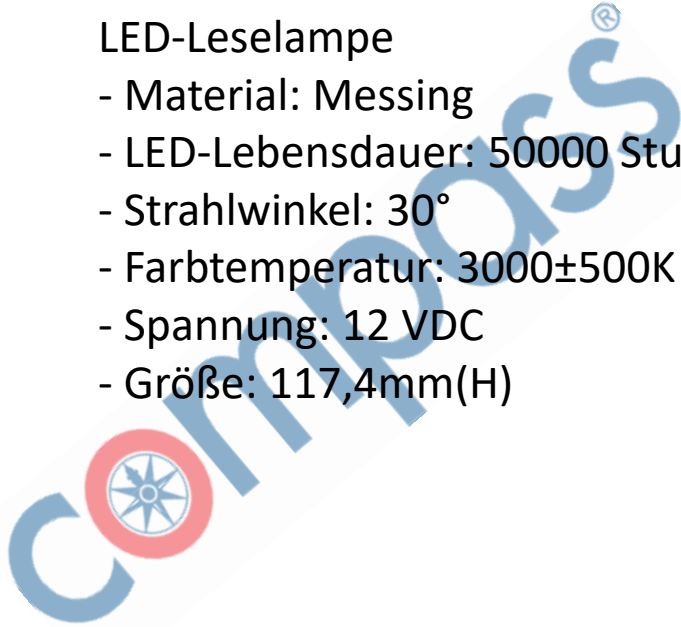 LED-Leselampe
- Material: Messing
- LED-Lebensdauer: 50000 Stu
- Strahlwinkel: 30°
- Farbtemperatur: 3000±500K
- Spannung: 12 VDC
- Größe: 117,4mm(H)
compass®